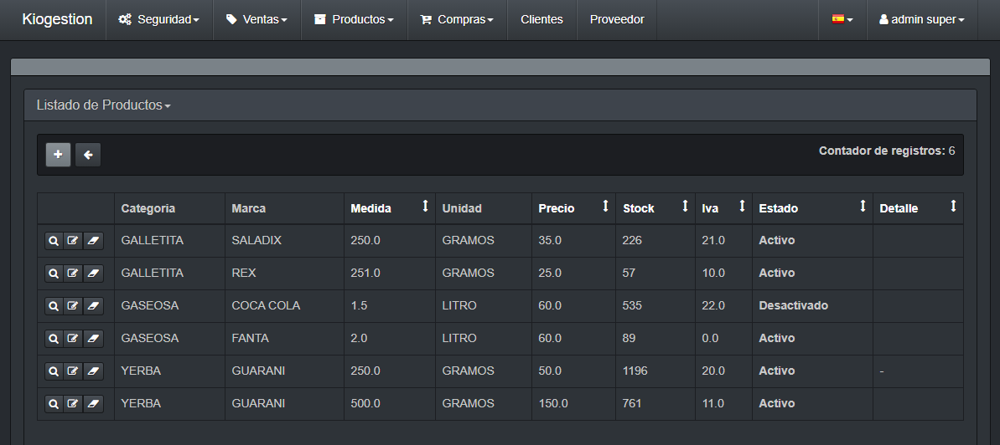 Kiogestion Seguridad Ventas Productos Compras Clientes Proveedor admin super
Listado de Productos
Contador de registros: 6
Categoria Marca Medida Unidad Precio Stock Iva Estado Detalle
GALLETITA SALADIX 250.0 GRAMOS 35.0 226 21.0 Activo
GALLETITA REX 251.0 GRAMOS 25.0 57 10.0 Activo
GASEOSA COCA COLA 1.5 LITRO 60.0 535 22.0 Desactivado
GASEOSA FANTA 2.0 LITRO 60.0 89 0.0 Activo
YERBA GUARANI 250.0 GRAMOS 50.0 1196 20.0 Activo -
YERBA GUARANI 500.0 GRAMOS 150.0 761 11.0 Activo